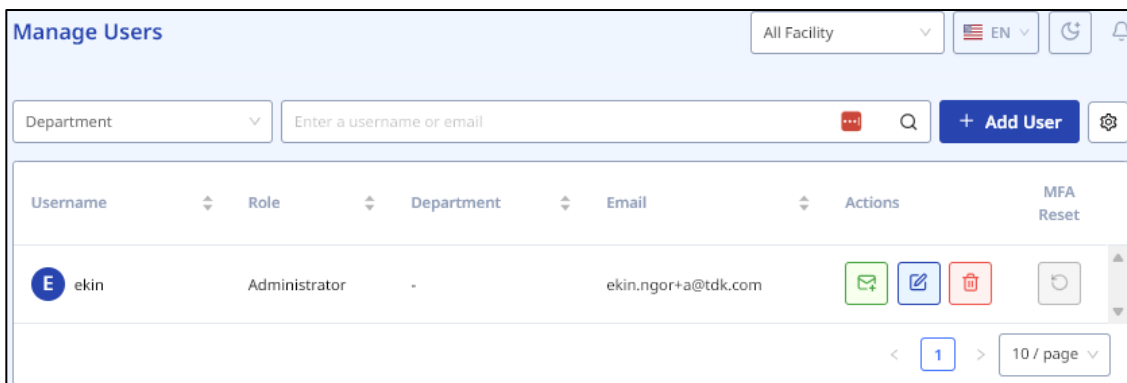 Manage Users
All Facility
EN
Department
Enter a username or email
+ Add User
Username Role Department Email Actions MFA Reset
E ekin Administrator - ekin.ngor+a@tdk.com
< 1 > 10 / page